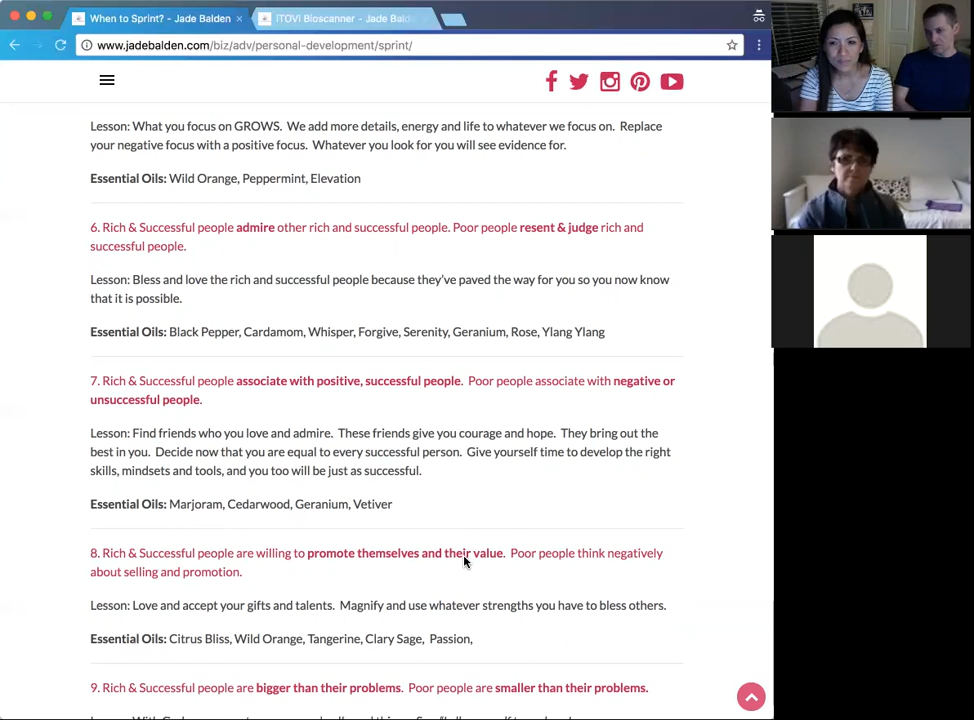 When to Sprint? - Jade Balden
iTOVi Bioscanner - Jade Bald
www.jadebalden.com/biz/adv/personal-development/sprint/
Lesson: What you focus on GROWS. We add more details, energy and life to whatever we focus on. Replace
your negative focus with a positive focus. Whatever you look for you will see evidence for.
Essential Oils: Wild Orange, Peppermint, Elevation
6. Rich & Successful people admire other rich and successful people. Poor people resent & judge rich and
successful people.
Lesson: Bless and love the rich and successful people because they've paved the way for you so you now know
that it is possible.
Essential Oils: Black Pepper, Cardamom, Whisper, Forgive, Serenity, Geranium, Rose, Ylang Ylang
7. Rich & Successful people associate with positive, successful people. Poor people associate with negative or
unsuccessful people.
Lesson: Find friends who you love and admire. These friends give you courage and hope. They bring out the
best in you. Decide now that you are equal to every successful person. Give yourself time to develop the right
skills, mindsets and tools, and you too will be just as successful.
Essential Oils: Marjoram, Cedarwood, Geranium, Vetiver
8. Rich & Successful people are willing to promote themselves and their value. Poor people think negatively
about selling and promotion.
Lesson: Love and accept your gifts and talents. Magnify and use whatever strengths you have to bless others.
Essential Oils: Citrus Bliss, Wild Orange, Tangerine, Clary Sage, Passion,
9. Rich & Successful people are bigger than their problems. Poor people are smaller than their problems.